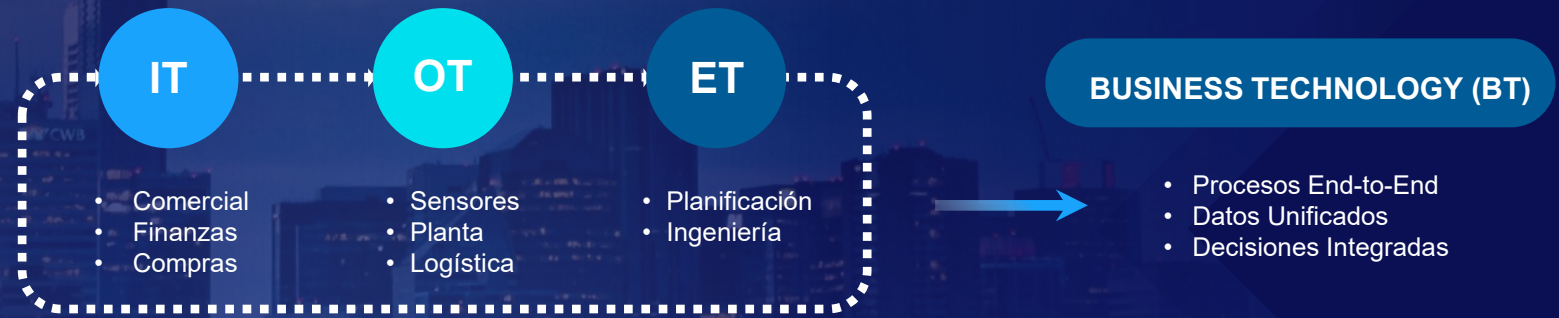 IT
OT
ET
BUSINESS TECHNOLOGY (BT)
CWB
• Comercial
• Finanzas
• Compras
• Sensores
• Planta
• Logística
• Planificación
• Ingeniería
• Procesos End-to-End
• Datos Unificados
• Decisiones Integradas